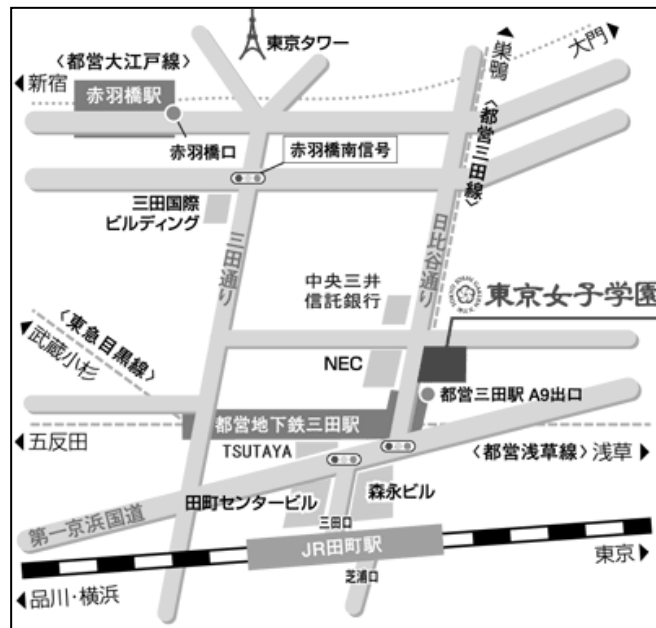 東京タワー
〈都営大江戸線〉
新宿
赤羽橋駅
赤羽橋口
赤羽橋南信号
巣鴨
大門
〈都営三田線〉
三田国際
ビルディング
三田通り
日比谷通り
中央三井
信託銀行
東京女子学園
〈東急目黒線〉
武蔵小杉
NEC
都営三田駅 A9出口
都営地下鉄三田駅
五反田
TSUTAYA
〈都営浅草線〉浅草
田町センタービル
森永ビル
第一京浜国道
三田口
JR田町駅
芝浦口
東京
品川・横浜